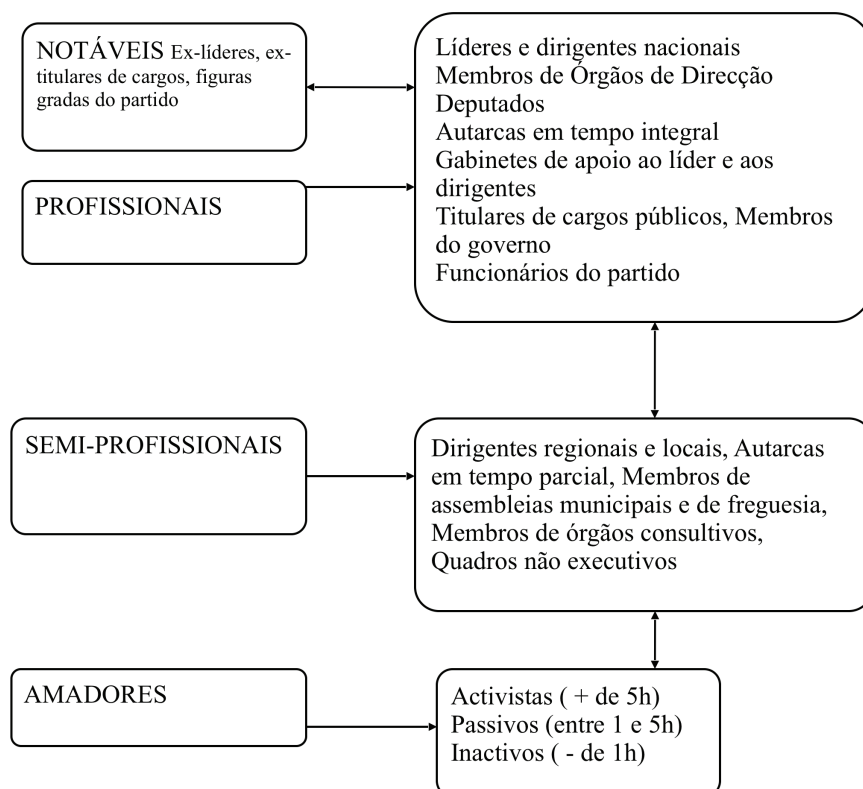 NOTÁVEIS Ex-líderes, ex-
titulares de cargos, figuras
gradas do partido
PROFISSIONAIS
Líderes e dirigentes nacionais
Membros de Órgãos de Direcção
Deputados
Autarcas em tempo integral
Gabinetes de apoio ao líder e aos
dirigentes
Titulares de cargos públicos, Membros
do governo
Funcionários do partido
SEMI-PROFISSIONAIS
Dirigentes regionais e locais, Autarcas
em tempo parcial, Membros de
assembleias municipais e de freguesia,
Membros de órgãos consultivos,
Quadros não executivos
AMADORES
Activistas ( + de 5h)
Passivos (entre 1 e 5h)
Inactivos ( - de 1h)